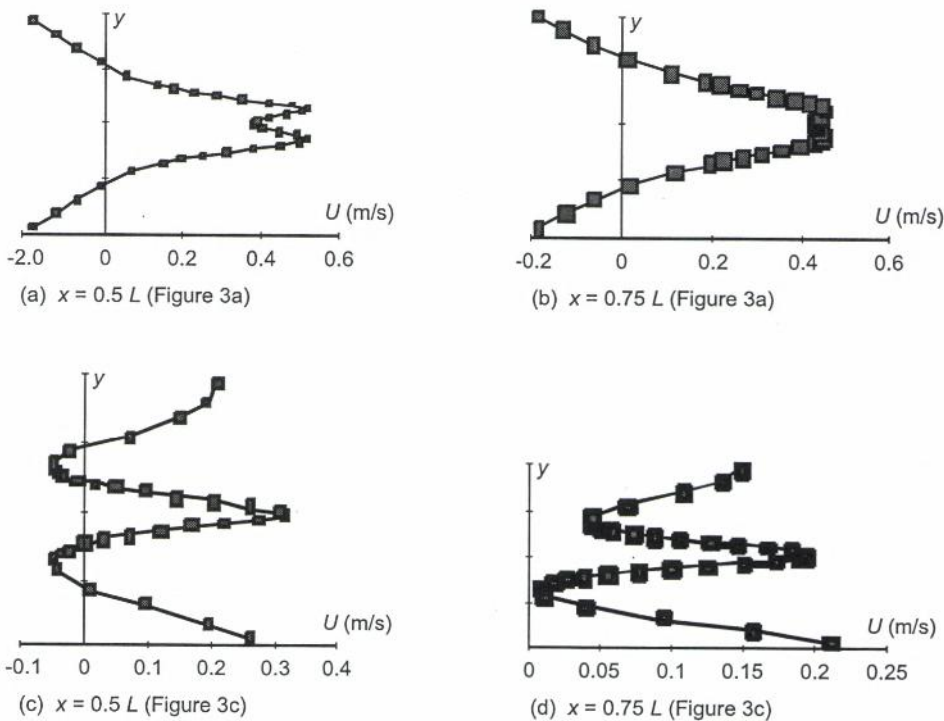 y
U (m/s)
-2.0 0 0.2 0.4 0.6
(a) x = 0.5 L (Figure 3a)
y
U (m/s)
-0.2 0 0.2 0.4 0.6
(b) x = 0.75 L (Figure 3a)
y
U (m/s)
-0.1 0 0.1 0.2 0.3 0.4
(c) x = 0.5 L (Figure 3c)
y
U (m/s)
0 0.05 0.1 0.15 0.2 0.25
(d) x = 0.75 L (Figure 3c)